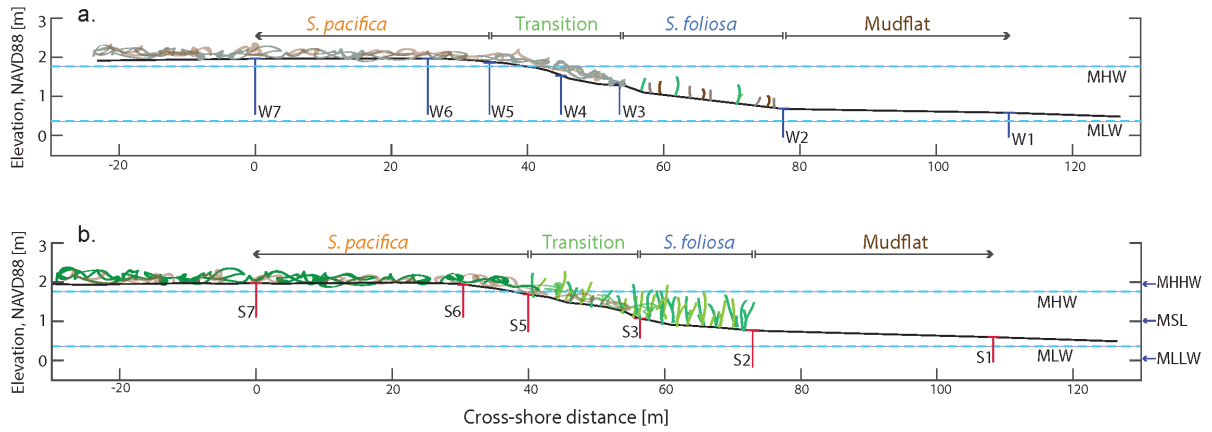 a.
S. pacifica Transition S. foliosa Mudflat
Elevation, NAVD88 [m]
3
2
1
0
MHW
MLW
W7 W6 W5 W4 W3 W2 W1
-20 0 20 40 60 80 100 120
b.
S. pacifica Transition S. foliosa Mudflat
Elevation, NAVD88 [m]
3
2
1
0
MHHW
MHW
MSL
MLW
MLLW
S7 S6 S5 S3 S2 S1
-20 0 20 40 60 80 100 120
Cross-shore distance [m]